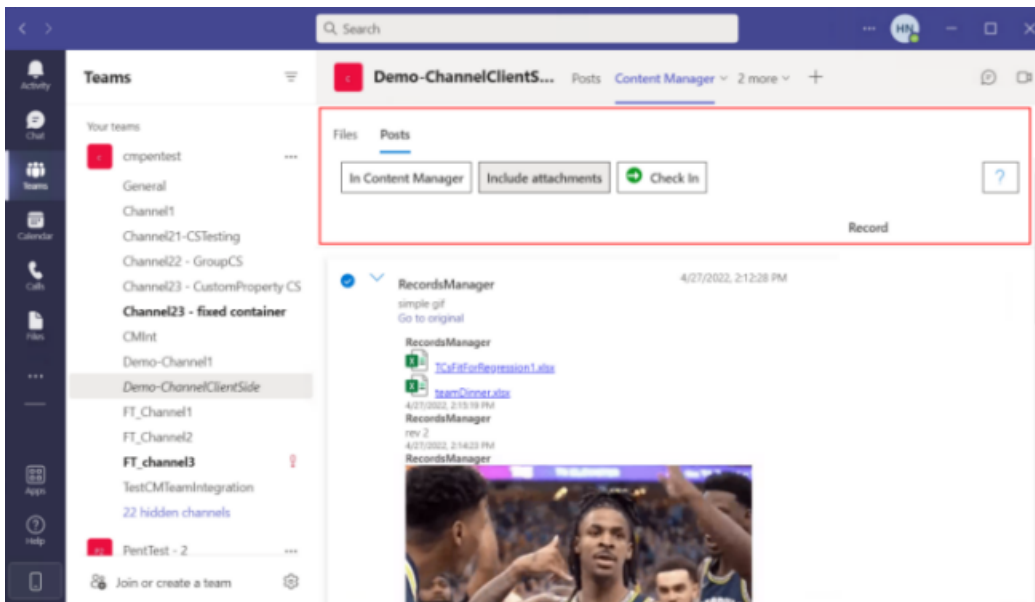 Search
HN
Activity
Chat
Teams
Calendar
Calls
Files
Apps
Help
Teams
Your teams
cmpentest
General
Channel1
Channel21-CSTesting
Channel22 - GroupCS
Channel23 - CustomProperty CS
Channel23 - fixed container
CMInt
Demo-Channel1
Demo-ChannelClientSide
FT_Channel1
FT_Channel2
FT_channel3
TestCMTeamIntegration
22 hidden channels
PentTest - 2
Join or create a team
Demo-ChannelClientS... Posts Content Manager 2 more
Files Posts
In Content Manager Include attachments Check In ?
Record
RecordsManager 4/27/2022, 2:12:28 PM
simple gif
Go to original
RecordsManager
TCsFitForRegression1.xlsx
teamDinner.xlsx
4/27/2022, 2:15:19 PM
RecordsManager
rev 2
4/27/2022, 2:14:23 PM
RecordsManager